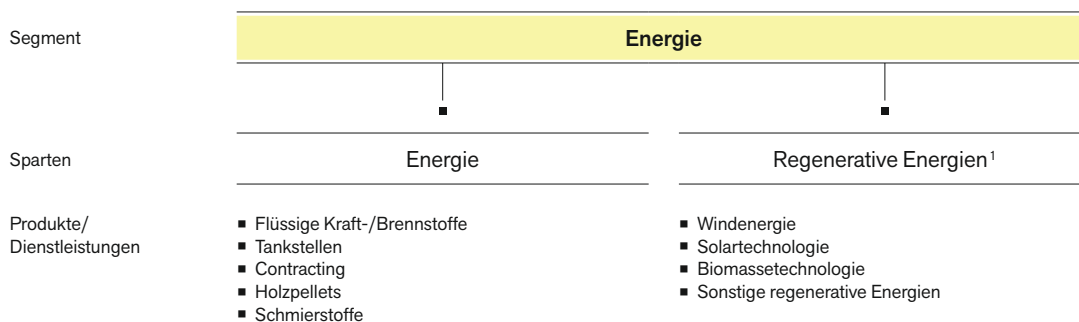 Segment
Energie
Sparten
Energie
Regenerative Energien¹
Produkte/
Dienstleistungen
■ Flüssige Kraft-/Brennstoffe
■ Tankstellen
■ Contracting
■ Holzpellets
■ Schmierstoffe
■ Windenergie
■ Solartechnologie
■ Biomassetechnologie
■ Sonstige regenerative Energien